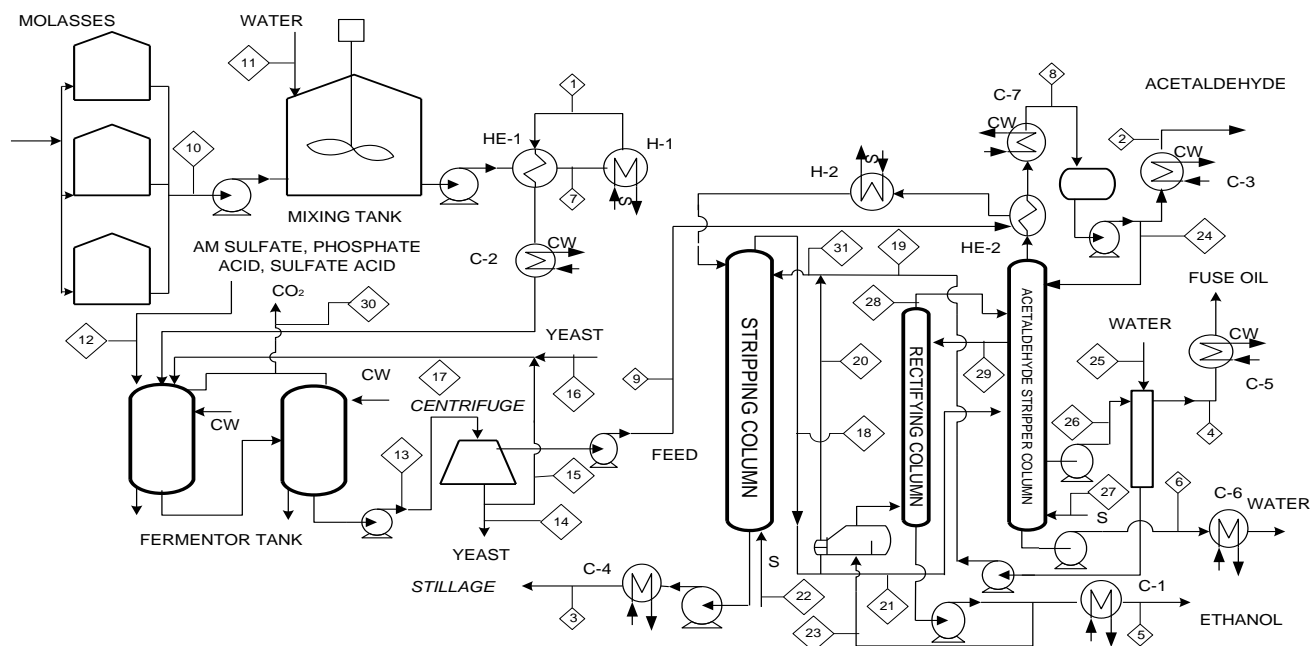 MOLASSES
WATER
11
10
MIXING TANK
AM SULFATE, PHOSPHATE
ACID, SULFATE ACID
1
HE-1
H-1
7
S
C-2
CW
CO2
30
12
YEAST
16
17
CW
CW
CENTRIFUGE
13
15
14
YEAST
FERMENTOR TANK
STILLAGE
3
C-4
9
FEED
H-2
S
STRIPPING COLUMN
S
22
18
20
31
19
28
RECTIFYING COLUMN
29
21
23
8
C-7
CW
HE-2
ACETALDEHYDE STRIPPER COLUMN
ACETALDEHYDE
2
CW
C-3
24
FUSE OIL
WATER
25
CW
C-5
26
4
27
S
6
C-6
WATER
C-1
5
ETHANOL